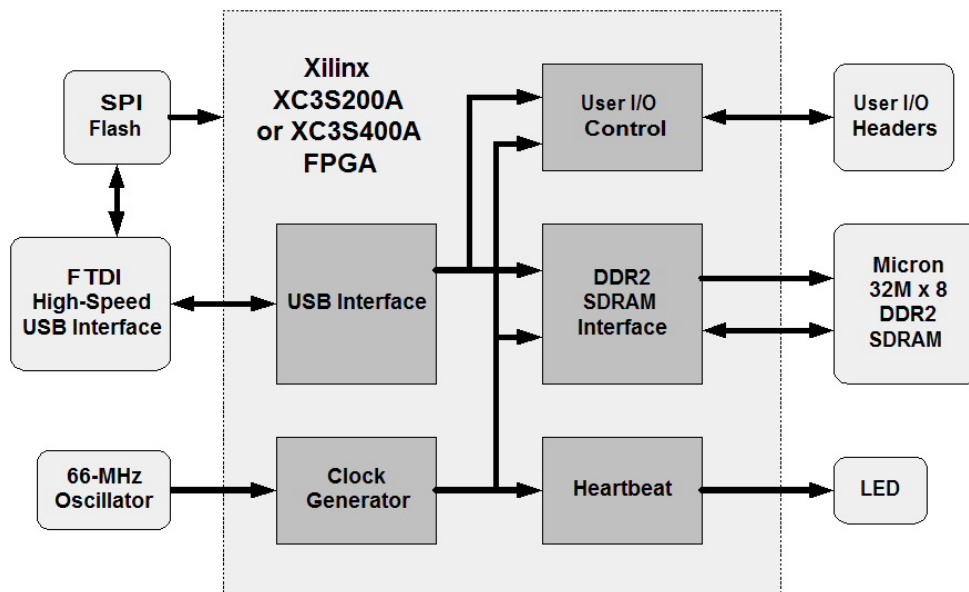 Xilinx
XC3S200A
or XC3S400A
FPGA
SPI
Flash
User I/O
Control
User I/O
Headers
FTDI
High-Speed
USB Interface
USB Interface
DDR2
SDRAM
Interface
Micron
32M x 8
DDR2
SDRAM
66-MHz
Oscillator
Clock
Generator
Heartbeat
LED